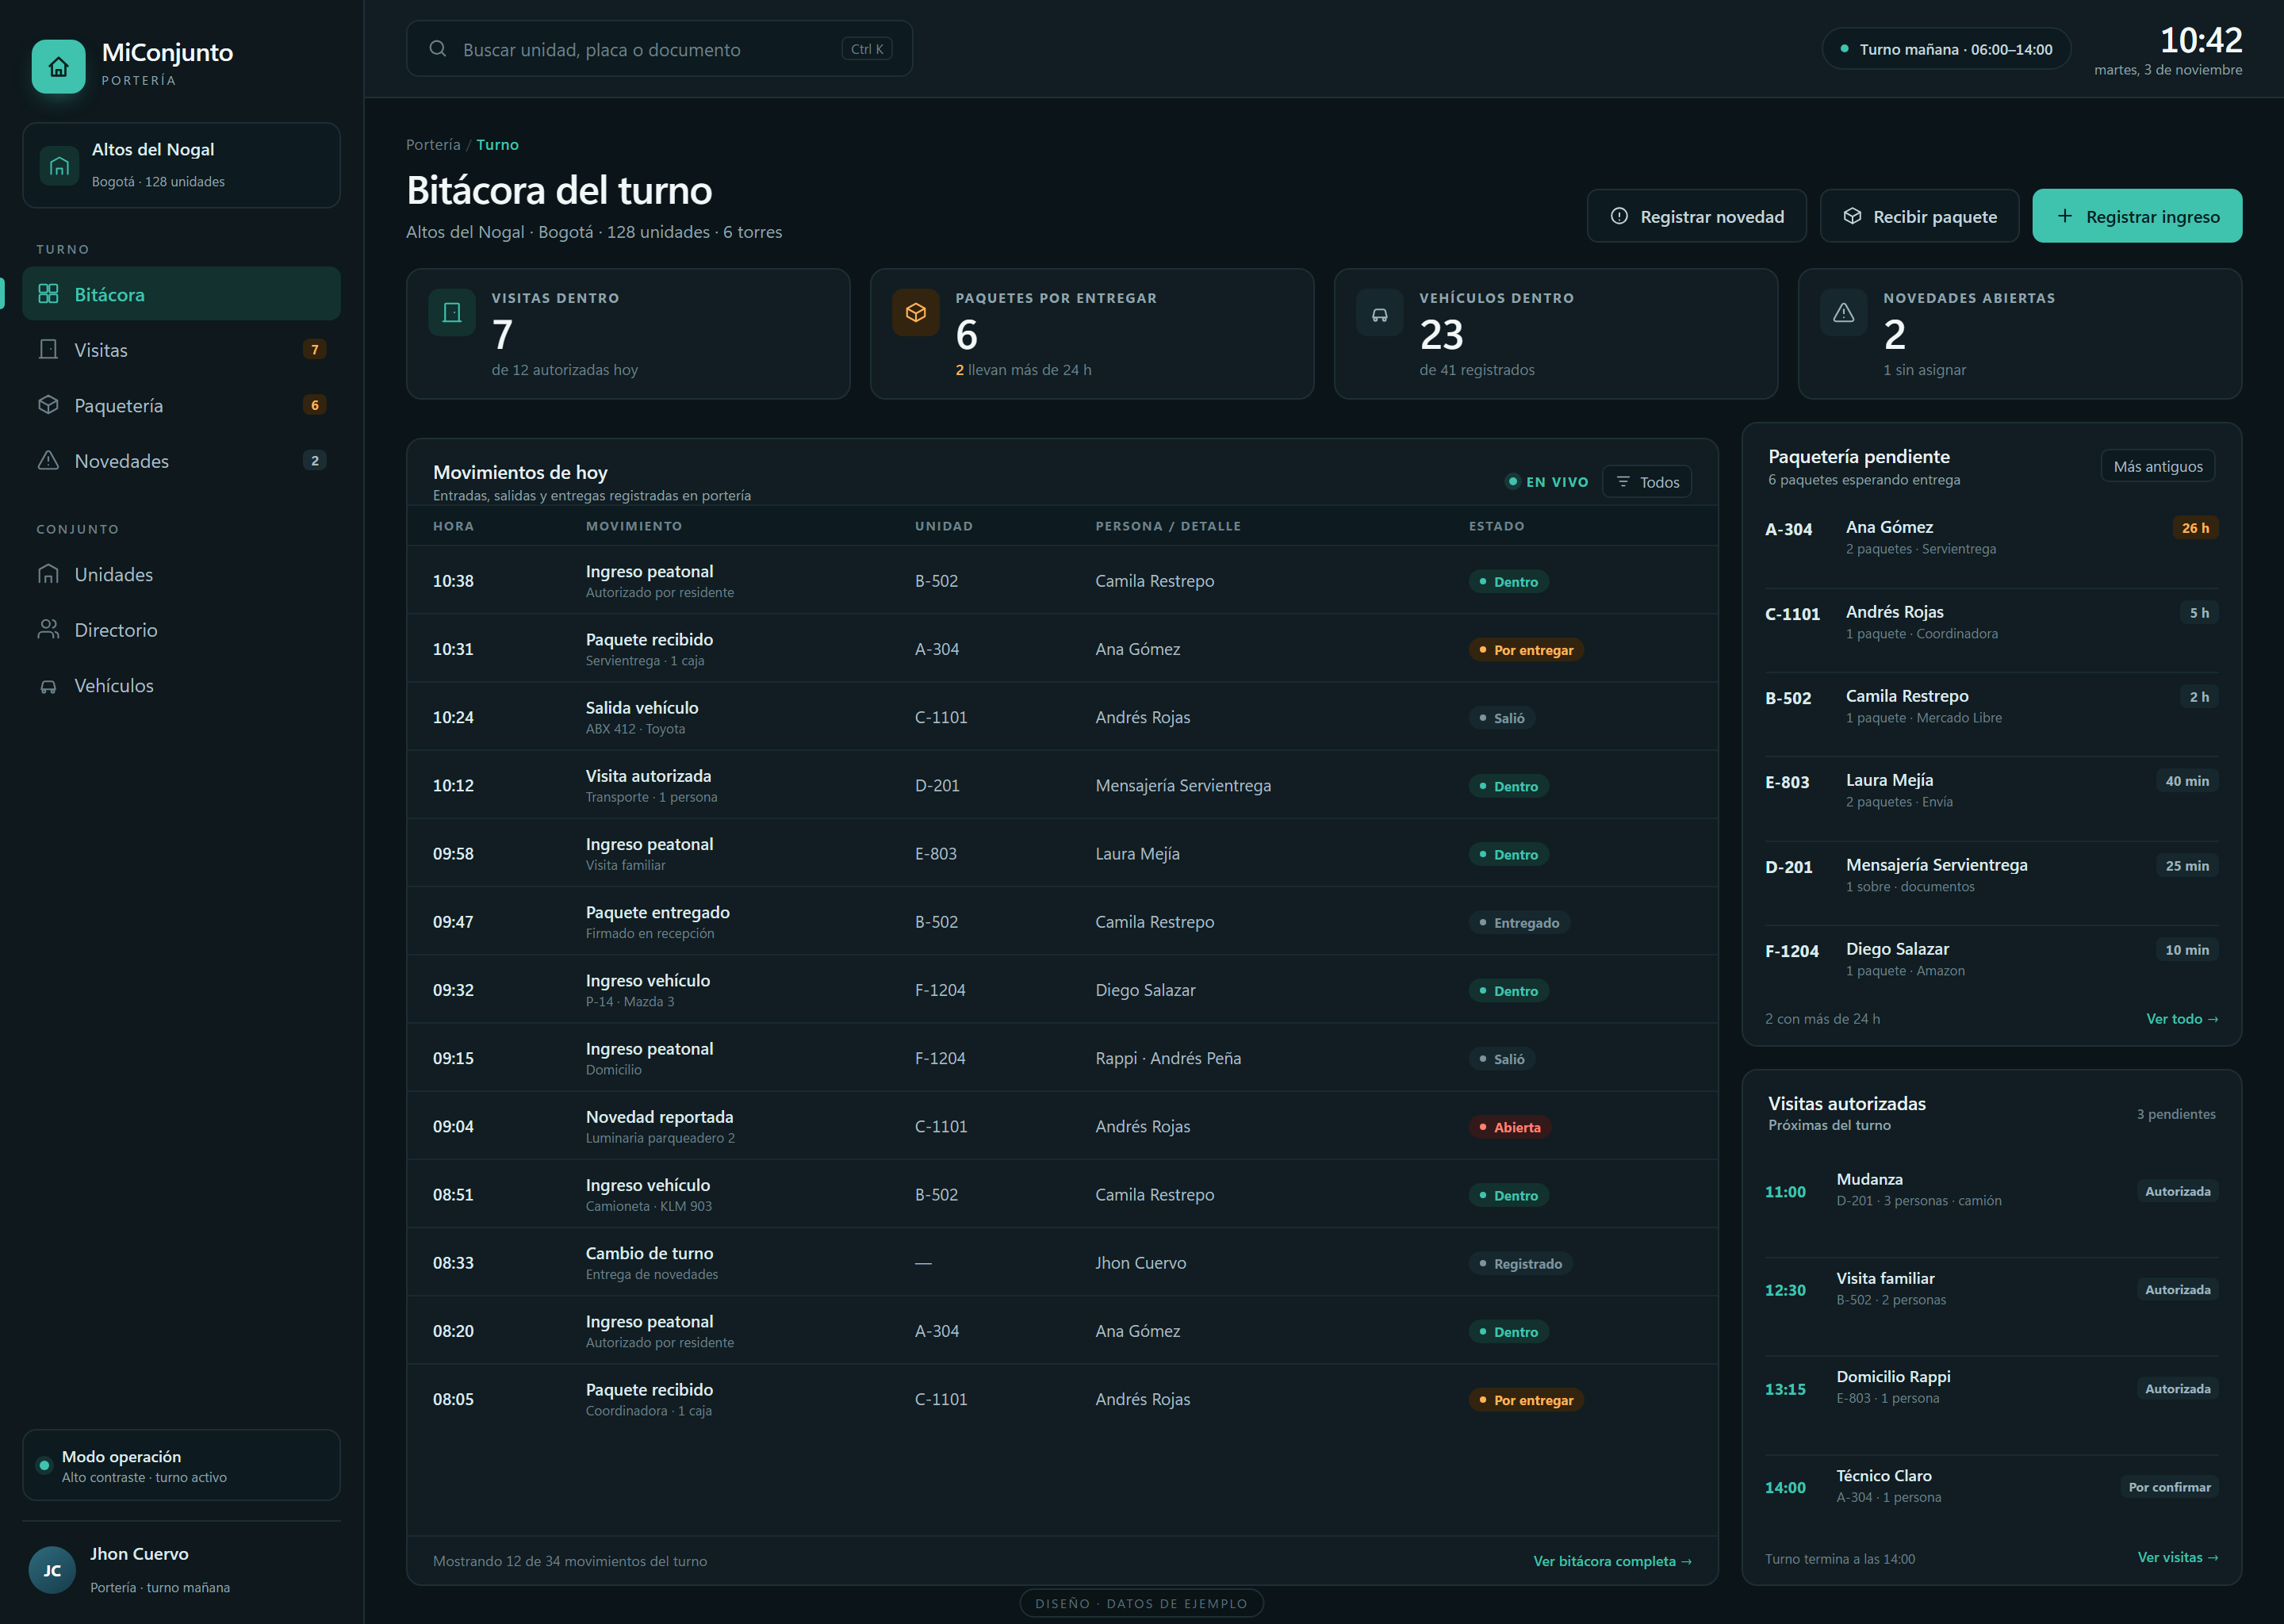 MiConjunto
PORTERÍA
Altos del Nogal
Bogotá · 128 unidades
TURNO
Bitácora
Visitas 7
Paquetería 6
Novedades 2
CONJUNTO
Unidades
Directorio
Vehículos
Modo operación
Alto contraste · turno activo
JC
Jhon Cuervo
Portería · turno mañana
Buscar unidad, placa o documento Ctrl K
Turno mañana · 06:00–14:00
10:42
martes, 3 de noviembre
Portería / Turno
Bitácora del turno
Altos del Nogal · Bogotá · 128 unidades · 6 torres
Registrar novedad
Recibir paquete
Registrar ingreso
VISITAS DENTRO
7
de 12 autorizadas hoy
PAQUETES POR ENTREGAR
6
2 llevan más de 24 h
VEHÍCULOS DENTRO
23
de 41 registrados
NOVEDADES ABIERTAS
2
1 sin asignar
Movimientos de hoy
Entradas, salidas y entregas registradas en portería
EN VIVO
Todos
HORA MOVIMIENTO UNIDAD PERSONA / DETALLE ESTADO
10:38 Ingreso peatonal B-502 Camila Restrepo Dentro
Autorizado por residente
10:31 Paquete recibido A-304 Ana Gómez Por entregar
Servientrega · 1 caja
10:24 Salida vehículo C-1101 Andrés Rojas Salió
ABX 412 · Toyota
10:12 Visita autorizada D-201 Mensajería Servientrega Dentro
Transporte · 1 persona
09:58 Ingreso peatonal E-803 Laura Mejía Dentro
Visita familiar
09:47 Paquete entregado B-502 Camila Restrepo Entregado
Firmado en recepción
09:32 Ingreso vehículo F-1204 Diego Salazar Dentro
P-14 · Mazda 3
09:15 Ingreso peatonal F-1204 Rappi · Andrés Peña Salió
Domicilio
09:04 Novedad reportada C-1101 Andrés Rojas Abierta
Luminaria parqueadero 2
08:51 Ingreso vehículo B-502 Camila Restrepo Dentro
Camioneta · KLM 903
08:33 Cambio de turno — Jhon Cuervo Registrado
Entrega de novedades
08:20 Ingreso peatonal A-304 Ana Gómez Dentro
Autorizado por residente
08:05 Paquete recibido C-1101 Andrés Rojas Por entregar
Coordinadora · 1 caja
Mostrando 12 de 34 movimientos del turno
Ver bitácora completa →
Paquetería pendiente
6 paquetes esperando entrega
Más antiguos
A-304 Ana Gómez 26 h
2 paquetes · Servientrega
C-1101 Andrés Rojas 5 h
1 paquete · Coordinadora
B-502 Camila Restrepo 2 h
1 paquete · Mercado Libre
E-803 Laura Mejía 40 min
2 paquetes · Envía
D-201 Mensajería Servientrega 25 min
1 sobre · documentos
F-1204 Diego Salazar 10 min
1 paquete · Amazon
2 con más de 24 h
Ver todo →
Visitas autorizadas
Próximas del turno
3 pendientes
11:00 Mudanza Autorizada
D-201 · 3 personas · camión
12:30 Visita familiar Autorizada
B-502 · 2 personas
13:15 Domicilio Rappi Autorizada
E-803 · 1 persona
14:00 Técnico Claro Por confirmar
A-304 · 1 persona
Turno termina a las 14:00
Ver visitas →
DISEÑO · DATOS DE EJEMPLO